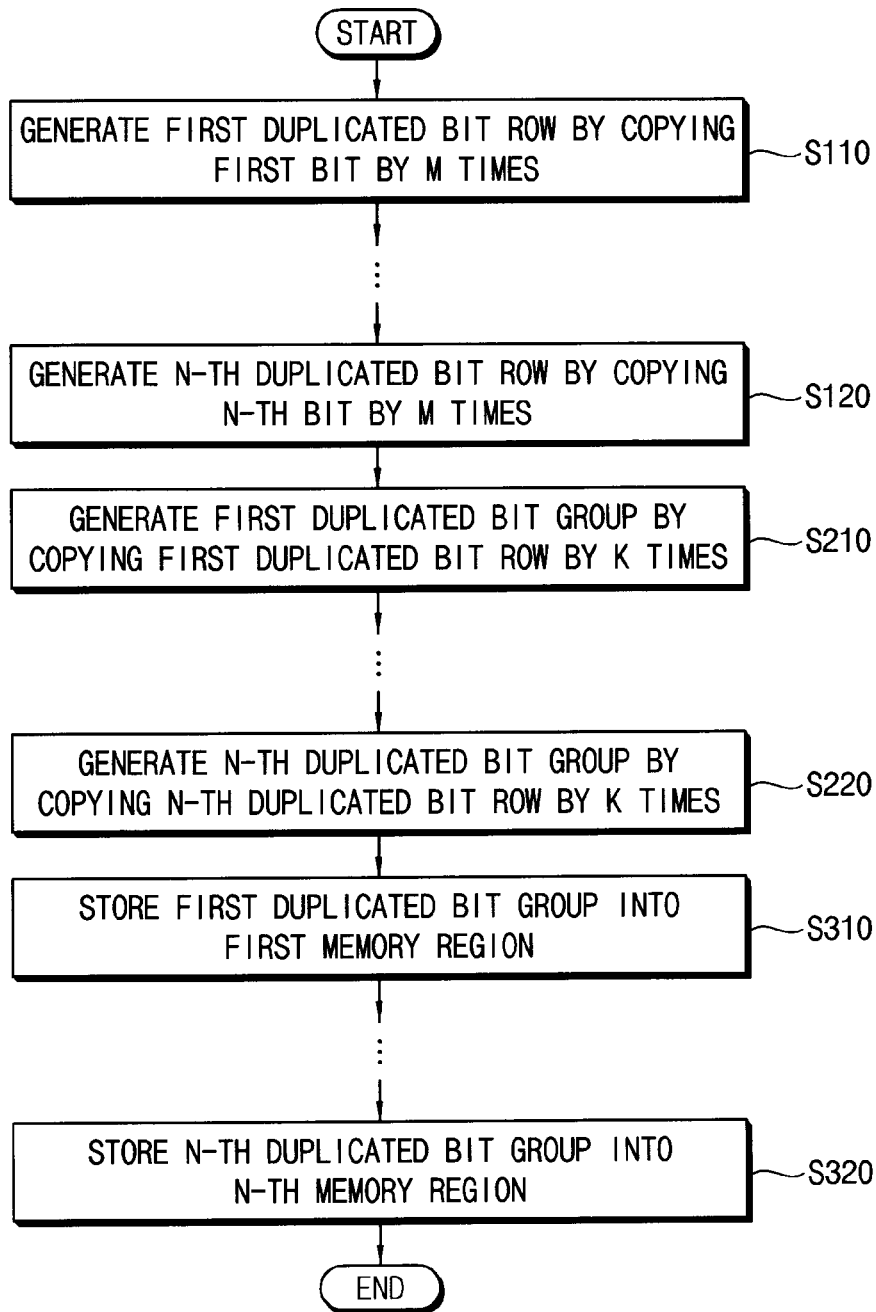 START
GENERATE FIRST DUPLICATED BIT ROW BY COPYING
FIRST BIT BY M TIMES
S110
GENERATE N-TH DUPLICATED BIT ROW BY COPYING
N-TH BIT BY M TIMES
S120
GENERATE FIRST DUPLICATED BIT GROUP BY
COPYING FIRST DUPLICATED BIT ROW BY K TIMES
S210
GENERATE N-TH DUPLICATED BIT GROUP BY
COPYING N-TH DUPLICATED BIT ROW BY K TIMES
S220
STORE FIRST DUPLICATED BIT GROUP INTO
FIRST MEMORY REGION
S310
STORE N-TH DUPLICATED BIT GROUP INTO
N-TH MEMORY REGION
S320
END